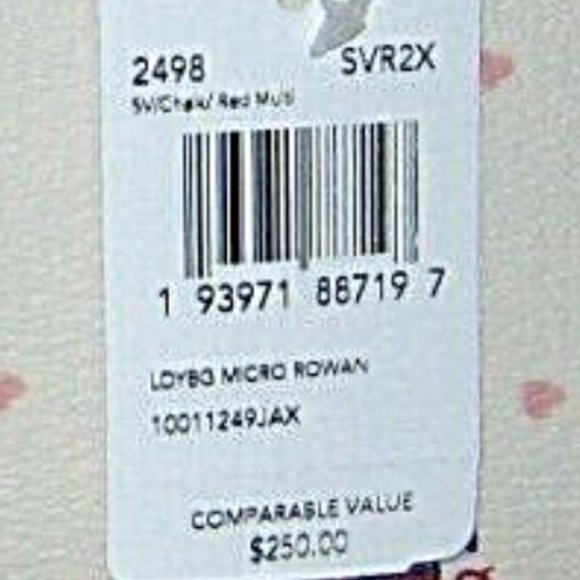 2498 SVR2X
SV/Chalk/ Red Multi
1 93971 88719 7
LDYBG MICRO ROWAN
10011249JAX
COMPARABLE VALUE
$250.00